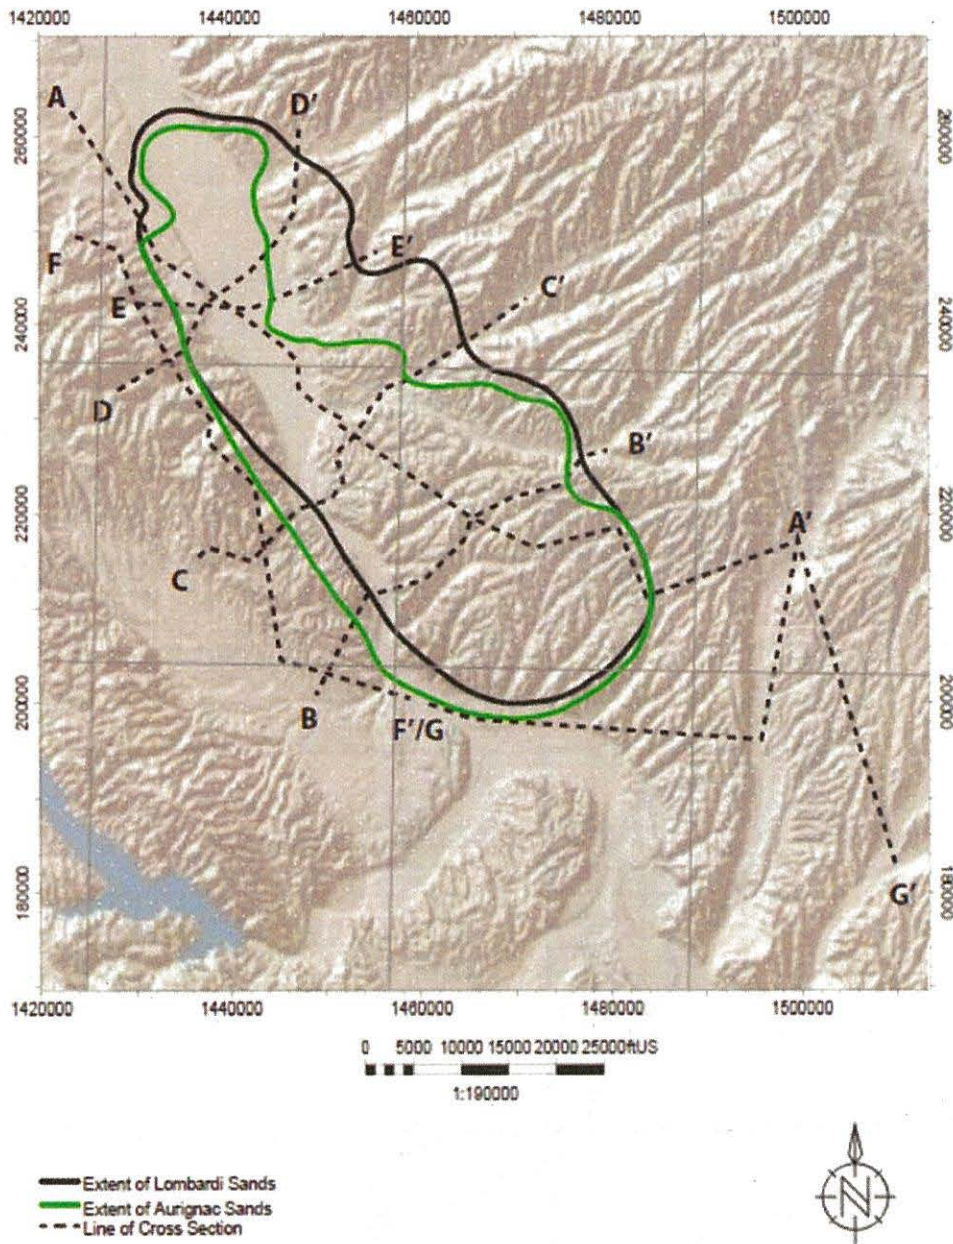 1420000 1440000 1460000 1480000 1500000
A
D'
260000
260000
F
E'
E
C'
240000
240000
D
B'
220000
220000
A'
C
200000
200000
B
F'/G
180000
180000
G'
1420000 1440000 1460000 1480000 1500000
0 5000 10000 15000 20000 25000ftUS
1:190000
N
Extent of Lombardi Sands
Extent of Aurignac Sands
Line of Cross Section